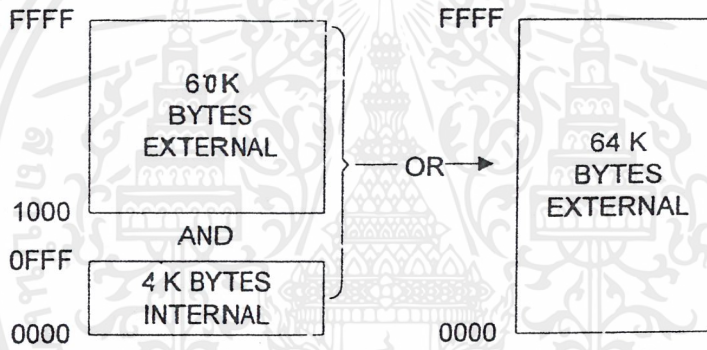 FFFF
60K
BYTES
EXTERNAL
1000
AND
0FFF
4 K BYTES
INTERNAL
0000
OR
FFFF
64 K
BYTES
EXTERNAL
0000